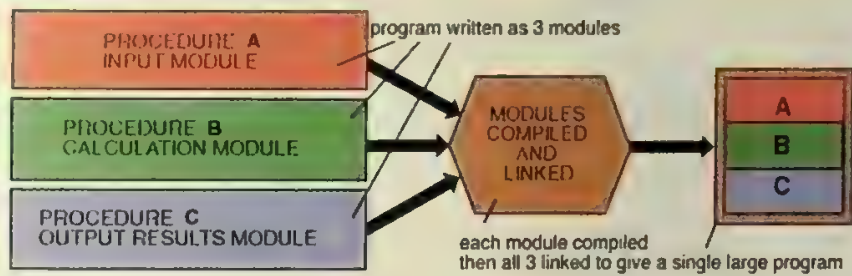 PROCEDURE A
INPUT MODULE
program written as 3 modules
PROCEDURE B
CALCULATION MODULE
PROCEDURE C
OUTPUT RESULTS MODULE
MODULES
COMPILED
AND
LINKED
A
B
C
each module compiled
then all 3 linked to give a single large program